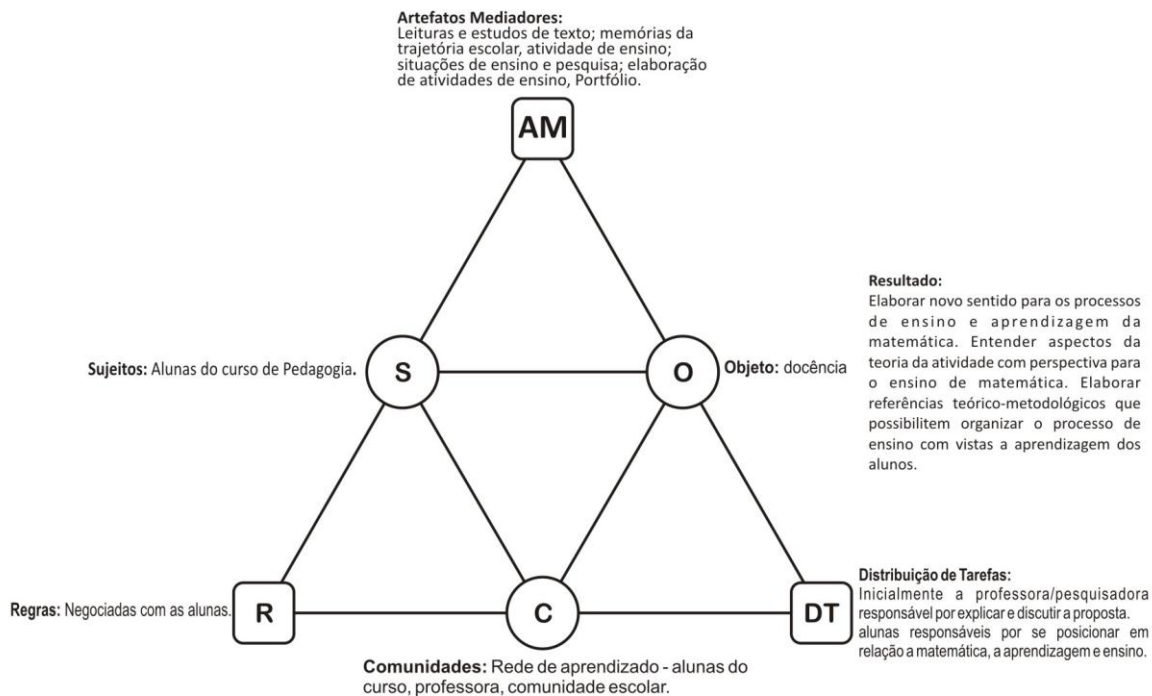 Artefatos Mediadores:
Leituras e estudos de texto; memórias da
trajetória escolar, atividade de ensino;
situações de ensino e pesquisa; elaboração
de atividades de ensino, Portfólio.
AM
Sujeitos: Alunas do curso de Pedagogia.
S
O
Objeto: docência
Resultado:
Elaborar novo sentido para os processos
de ensino e aprendizagem da
matemática. Entender aspectos da
teoria da atividade com perspectiva para
o ensino de matemática. Elaborar
referências teórico-metodológicos que
possibilitem organizar o processo de
ensino com vistas a aprendizagem dos
alunos.
Regras: Negociadas com as alunas.
R
C
DT
Distribuição de Tarefas:
Inicialmente a professora/pesquisadora
responsável por explicar e discutir a proposta.
alunas responsáveis por se posicionar em
relação a matemática, a aprendizagem e ensino.
Comunidades: Rede de aprendizado - alunas do
curso, professora, comunidade escolar.